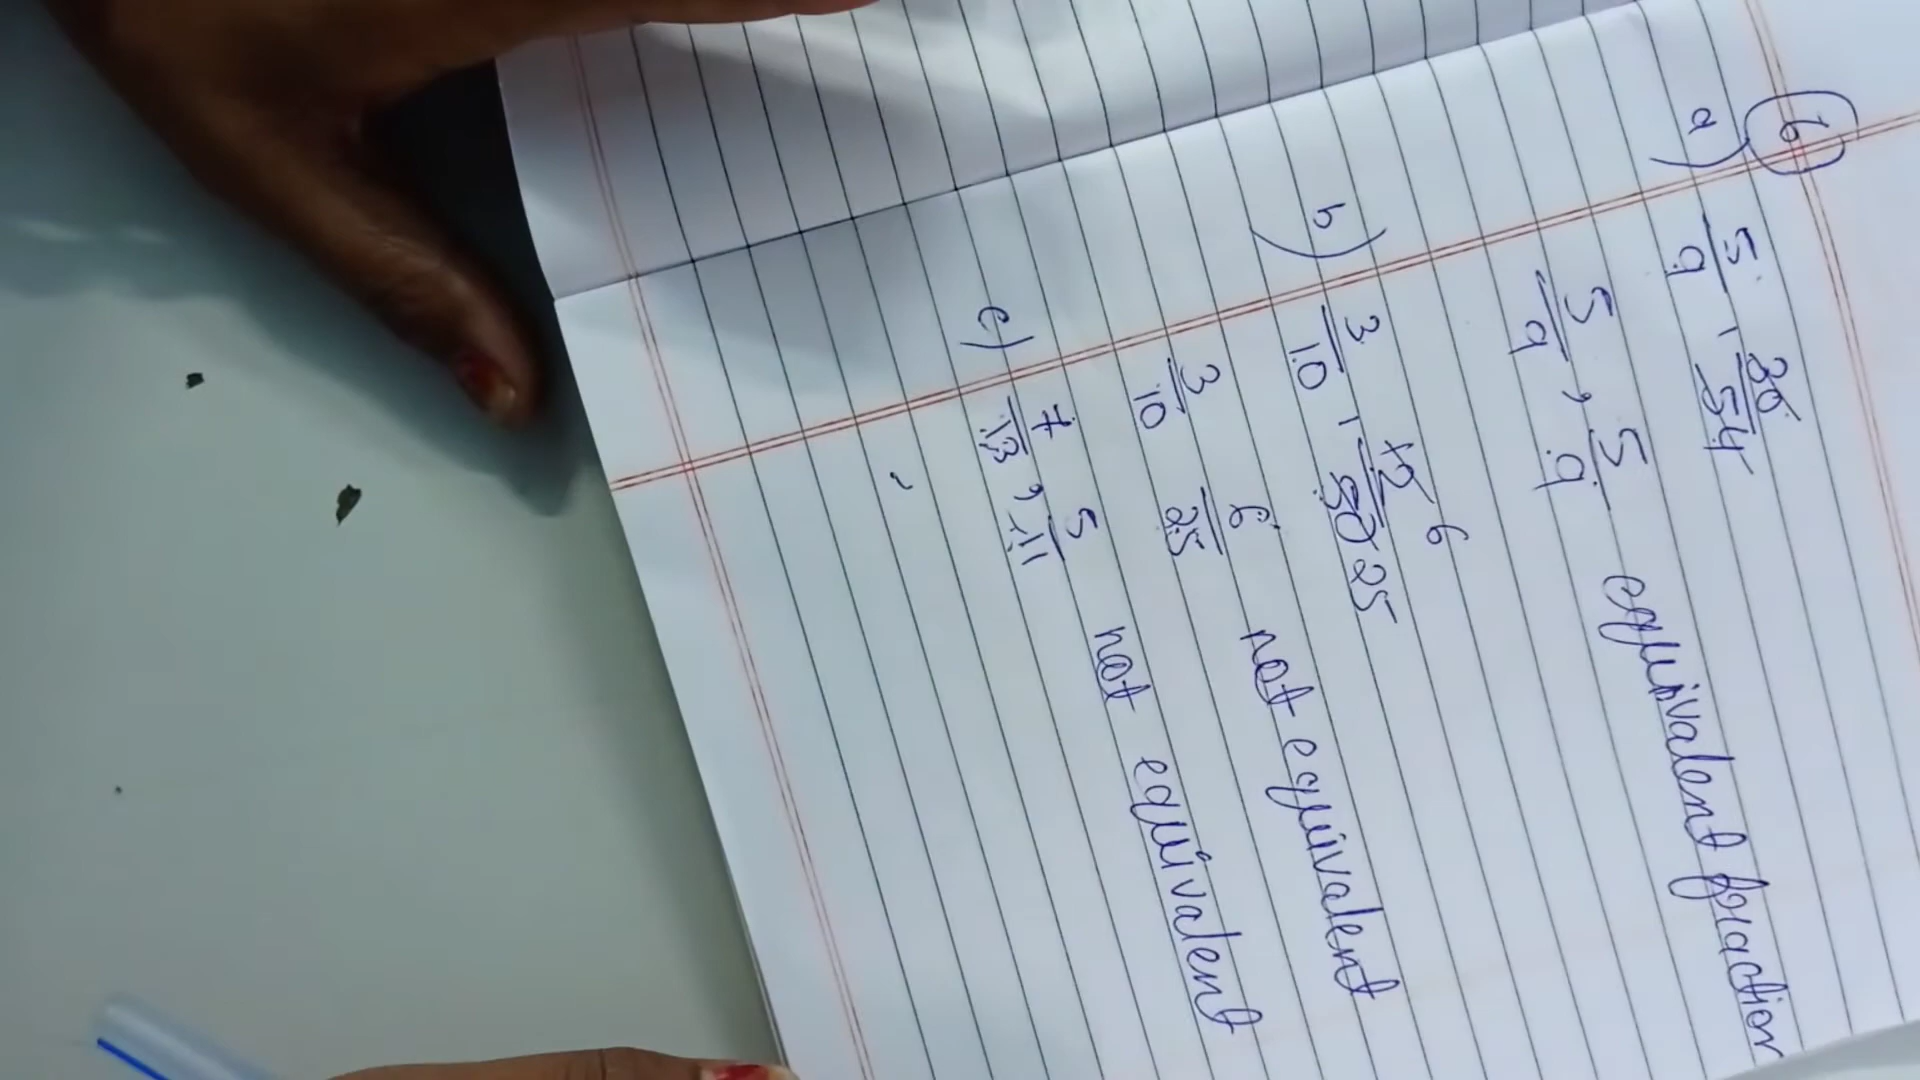 6
a) 5/9 , 30/54
5/9 , 5/9 equivalent fraction
b) 3/10 , 12/50 6 25
3/10 6/25 not equivalent
c) 7/13 , 5/11 not equivalent